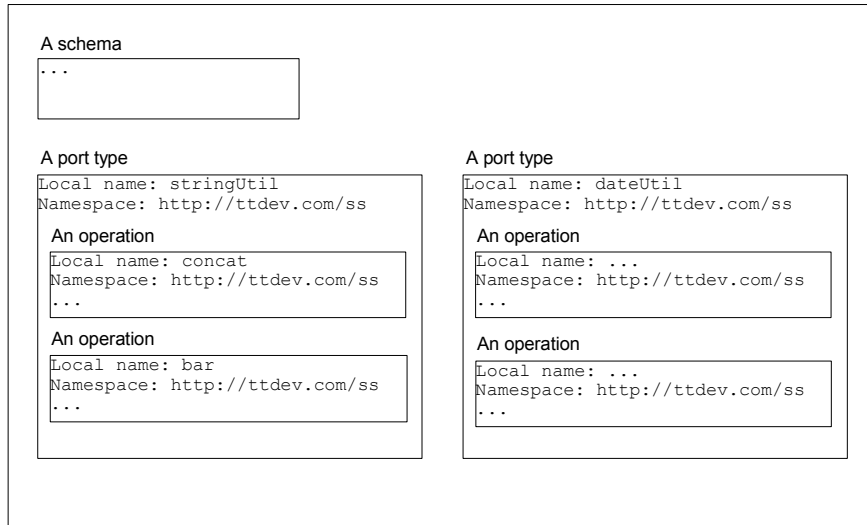 A schema
...
A port type
Local name: stringUtil
Namespace: http://ttdev.com/ss
An operation
Local name: concat
Namespace: http://ttdev.com/ss
...
An operation
Local name: bar
Namespace: http://ttdev.com/ss
...
A port type
Local name: dateUtil
Namespace: http://ttdev.com/ss
An operation
Local name: ...
Namespace: http://ttdev.com/ss
...
An operation
Local name: ...
Namespace: http://ttdev.com/ss
...